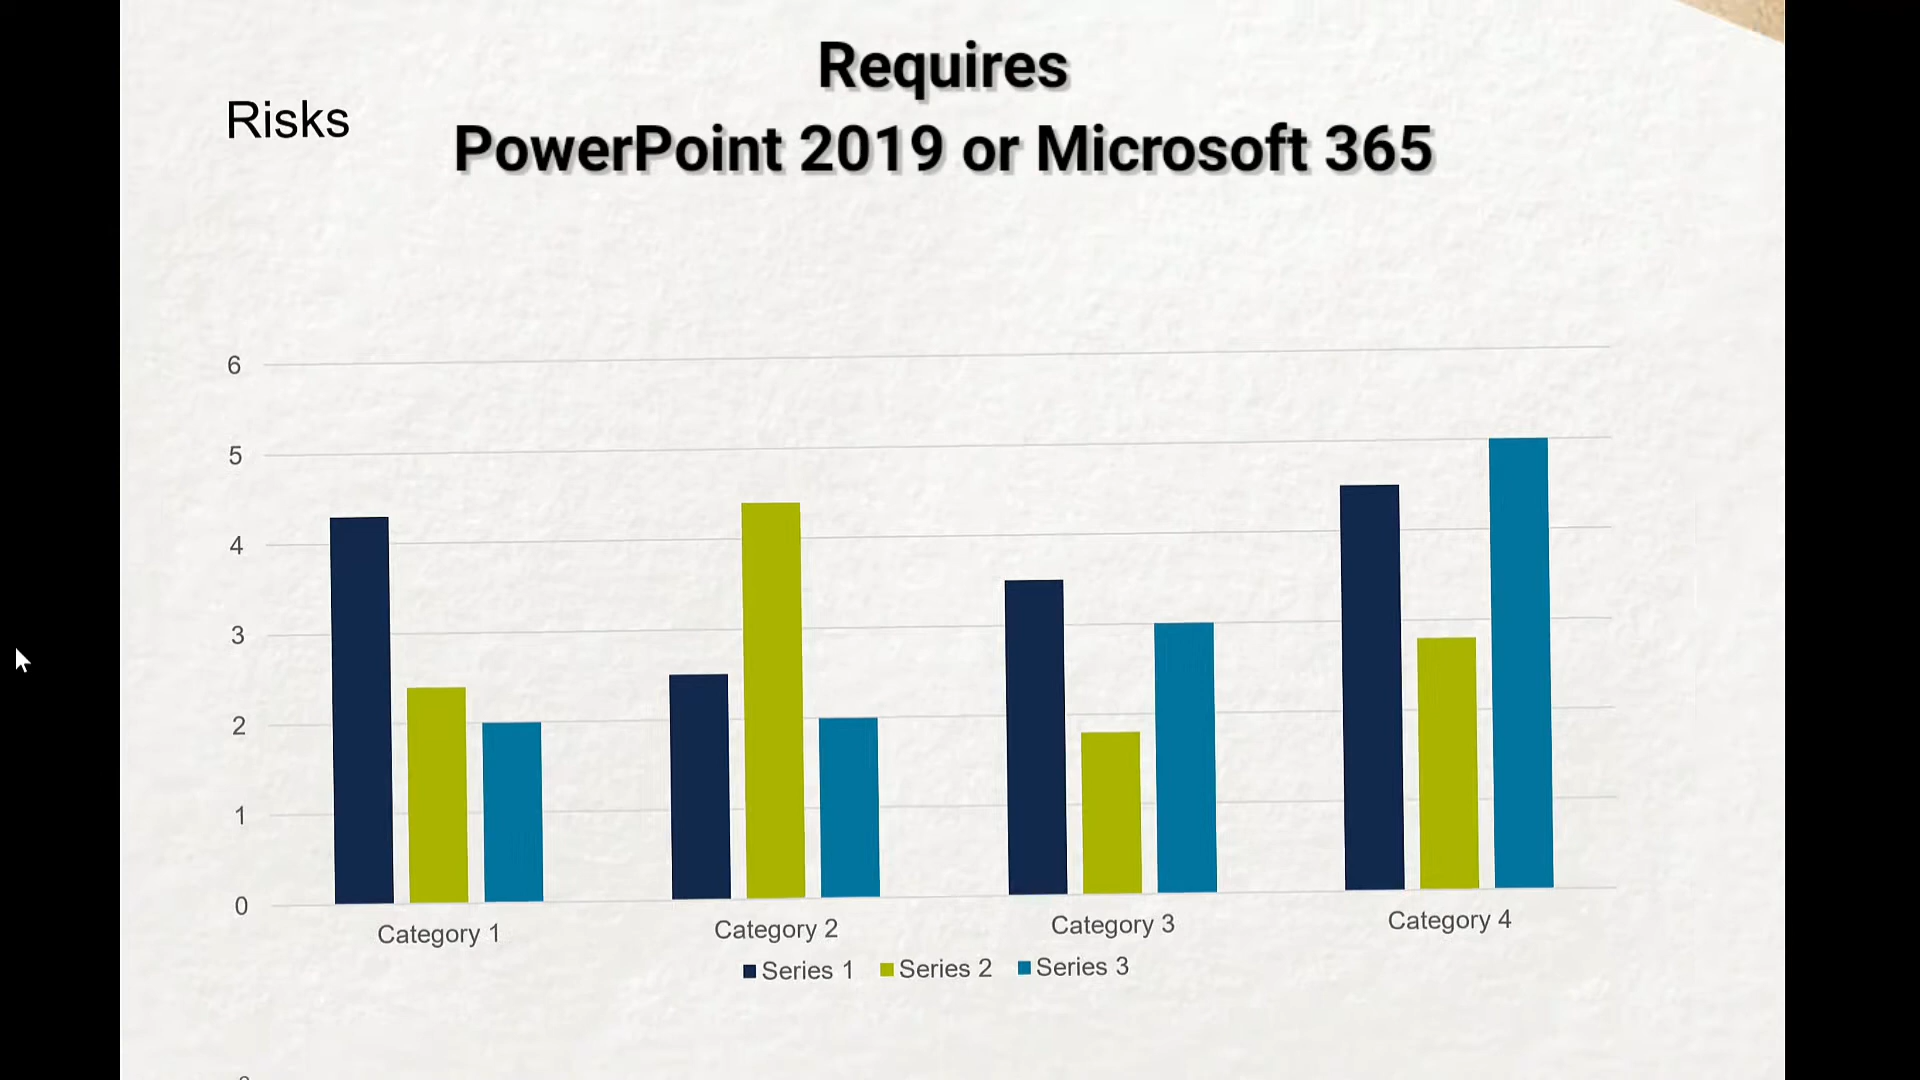 Requires
PowerPoint 2019 or Microsoft 365
Risks
6
5
4
3
2
1
0
Category 1
Category 2
Category 3
Category 4
Series 1
Series 2
Series 3